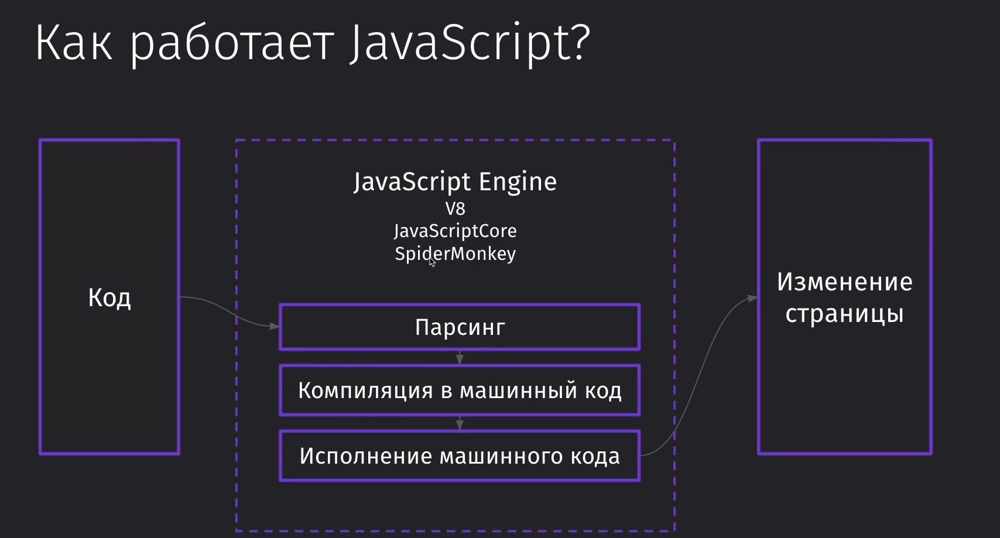 Как работает JavaScript?
Код
JavaScript Engine
V8
JavaScriptCore
SpiderMonkey
Парсинг
Компиляция в машинный код
Исполнение машинного кода
Изменение
страницы